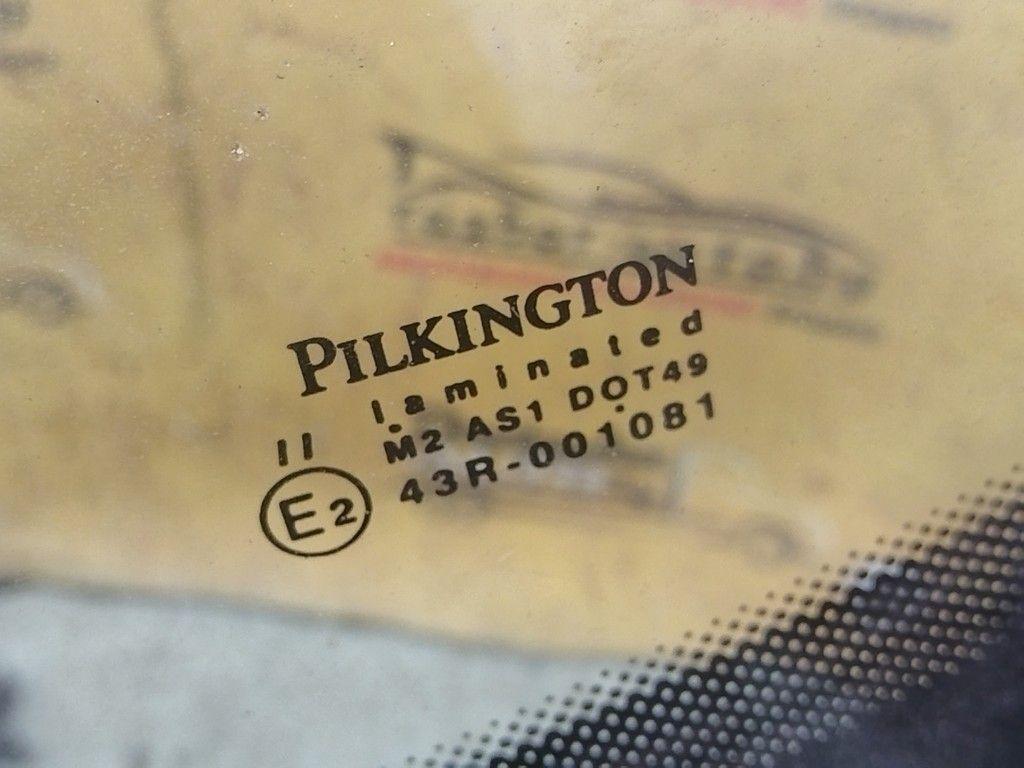 PILKINGTON
laminated
II M2 AS1 DOT49
E2 43R-001081